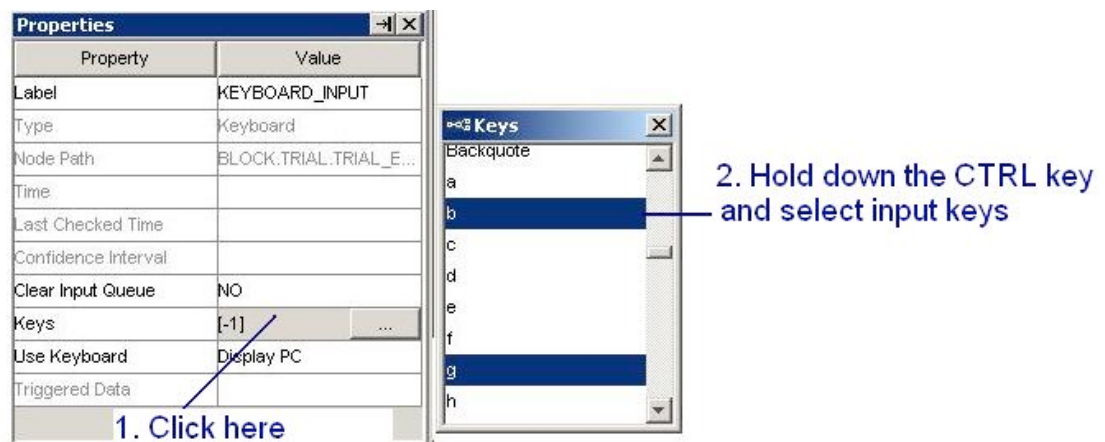 Properties
Property Value
Label KEYBOARD_INPUT
Type Keyboard
Node Path BLOCK.TRIAL.TRIAL_E...
Time
Last Checked Time
Confidence Interval
Clear Input Queue NO
Keys [-1] ...
Use Keyboard Display PC
Triggered Data
1. Click here
Keys
Backquote
a
b
c
d
e
f
g
h
2. Hold down the CTRL key
and select input keys